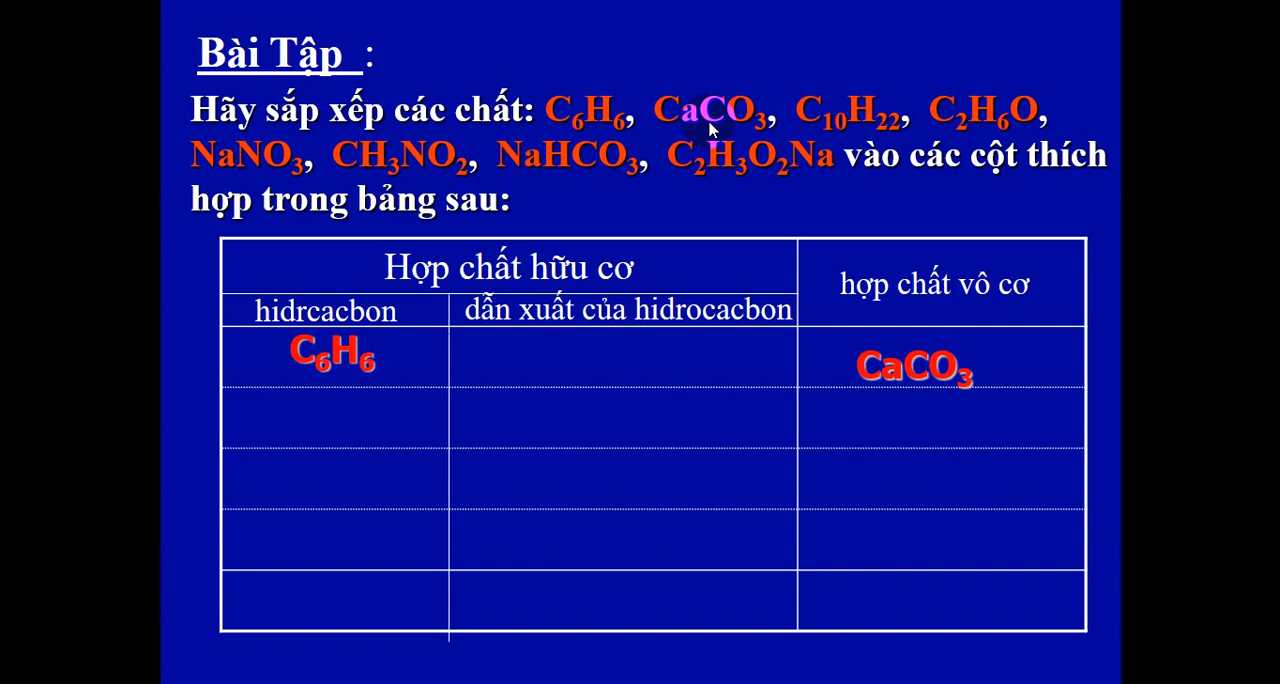 Bài Tập :
Hãy sắp xếp các chất: C₆H₆, CaCO₃, C₁₀H₂₂, C₂H₆O,
NaNO₃, CH₃NO₂, NaHCO₃, C₂H₃O₂Na vào các cột thích
hợp trong bảng sau:
Hợp chất hữu cơ
hợp chất vô cơ
hidrcacbon
dẫn xuất của hidrocacbon
C₆H₆
CaCO₃